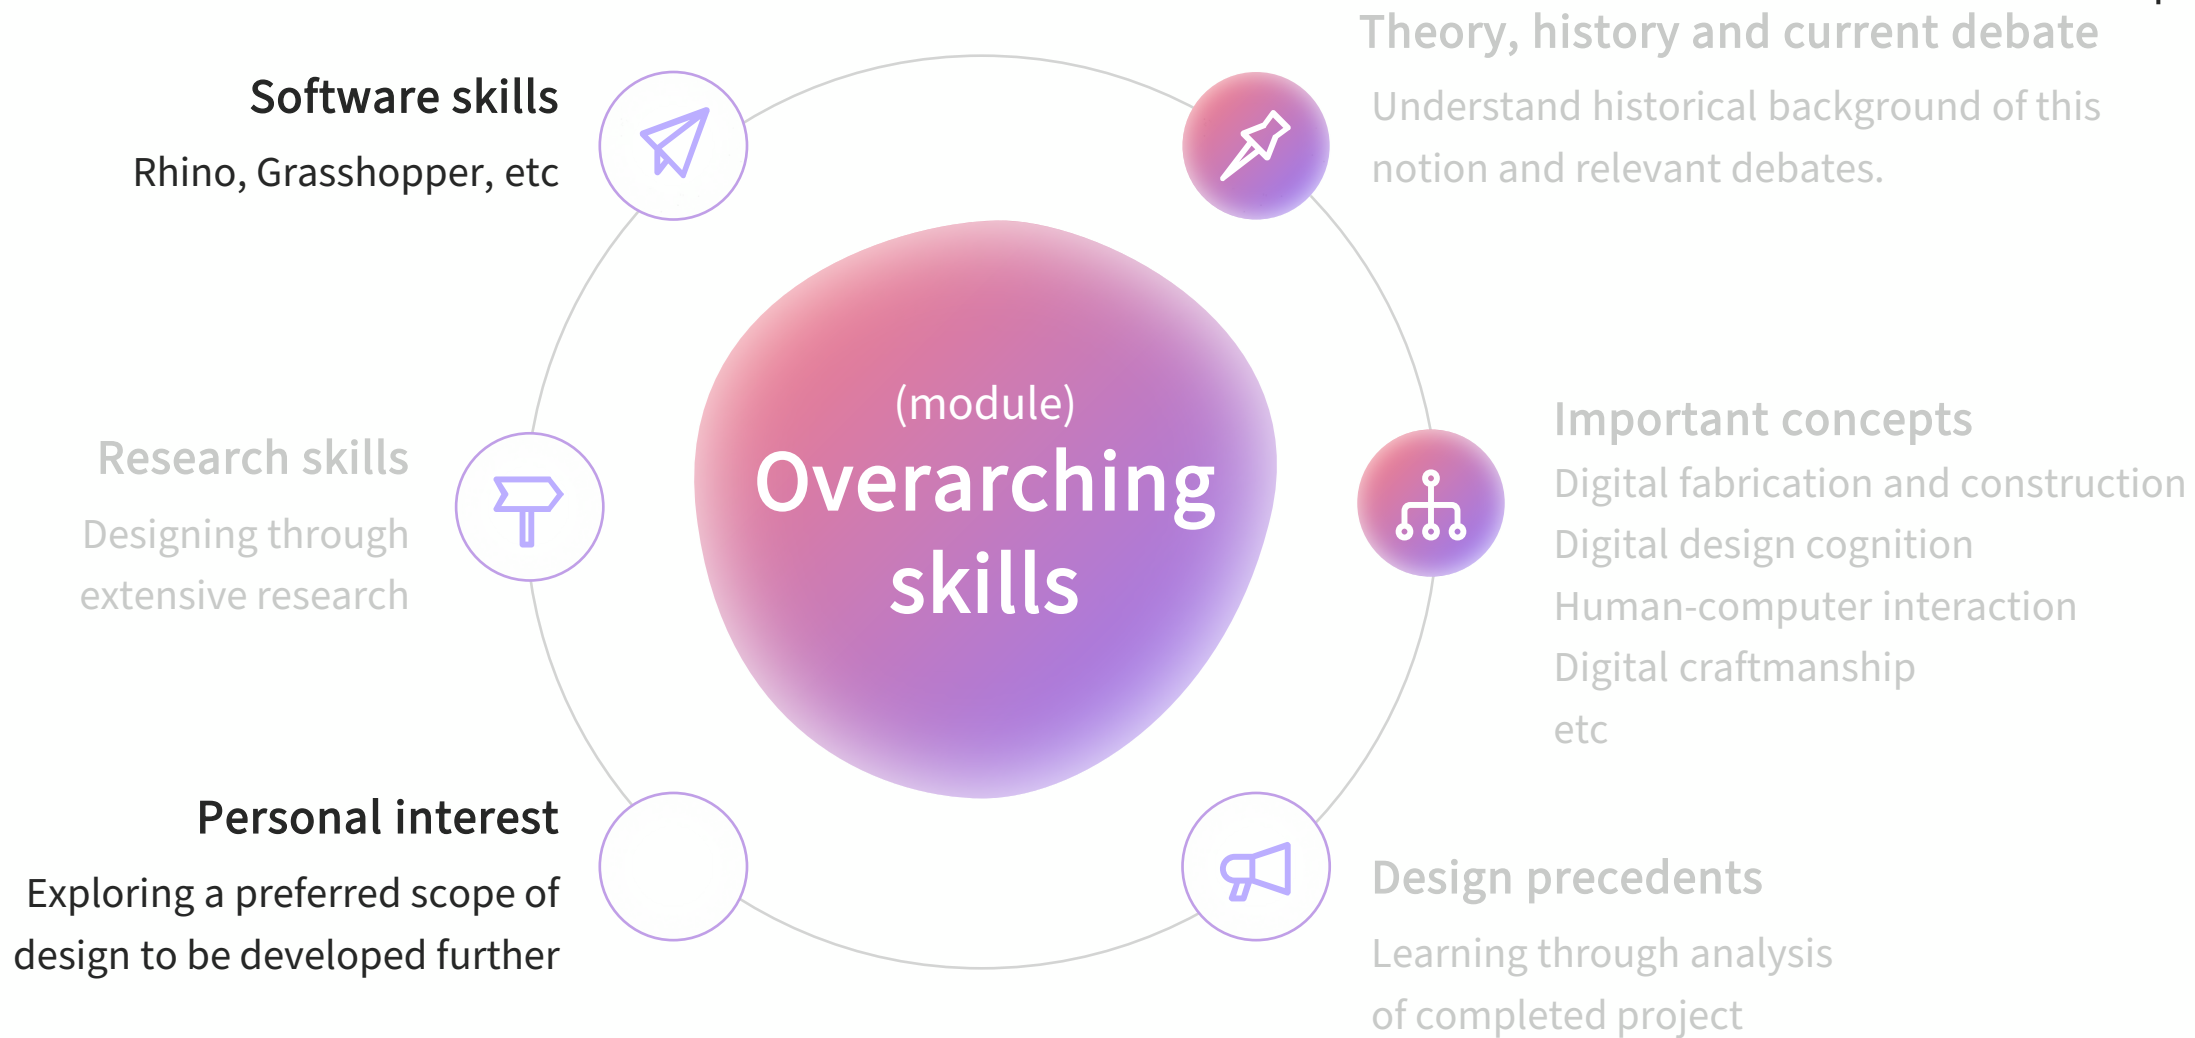 Theory, history and current debate
Understand historical background of this
notion and relevant debates.
Software skills
Rhino, Grasshopper, etc
(module)
Overarching
skills
Important concepts
Digital fabrication and construction
Digital design cognition
Human-computer interaction
Digital craftmanship
etc
Research skills
Designing through
extensive research
Personal interest
Exploring a preferred scope of
design to be developed further
Design precedents
Learning through analysis
of completed project